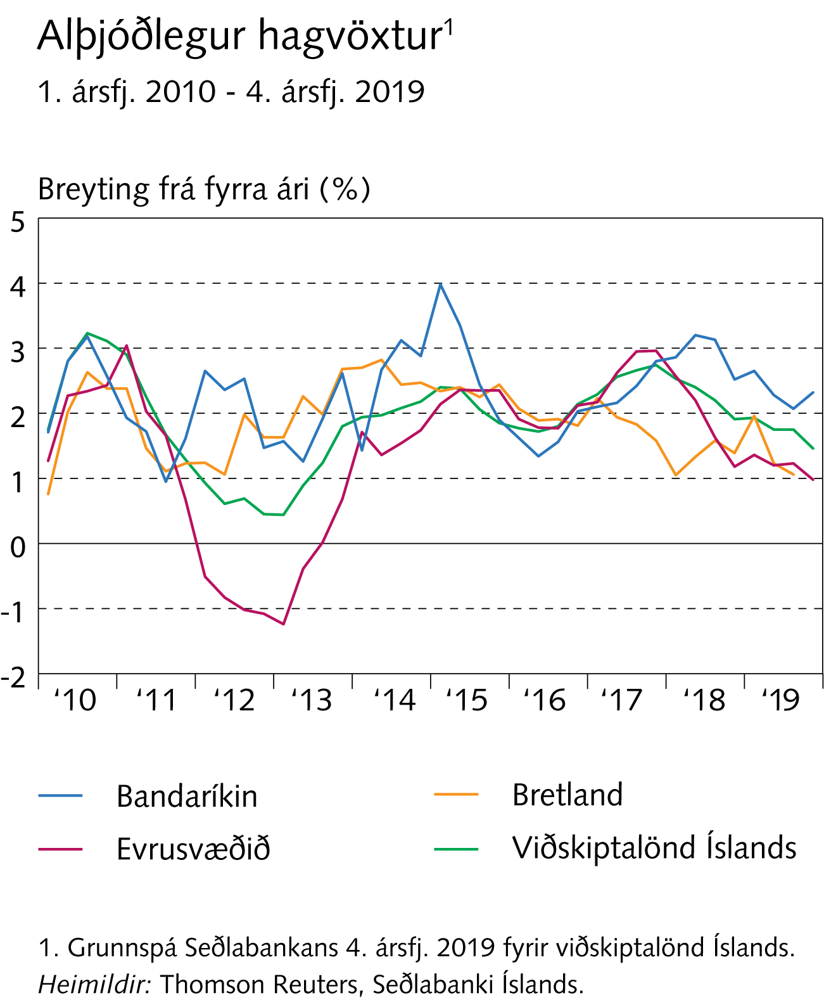 Alþjóðlegur hagvöxtur¹
1. ársfj. 2010 - 4. ársfj. 2019
Breyting frá fyrra ári (%)
5
4
3
2
1
0
-1
-2
‘10 ‘11 ‘12 ‘13 ‘14 ‘15 ‘16 ‘17 ‘18 ‘19
Bandaríkin Bretland
Evrusvæðið Viðskiptalönd Íslands
1. Grunnspá Seðlabankans 4. ársfj. 2019 fyrir viðskiptalönd Íslands.
Heimildir: Thomson Reuters, Seðlabanki Íslands.